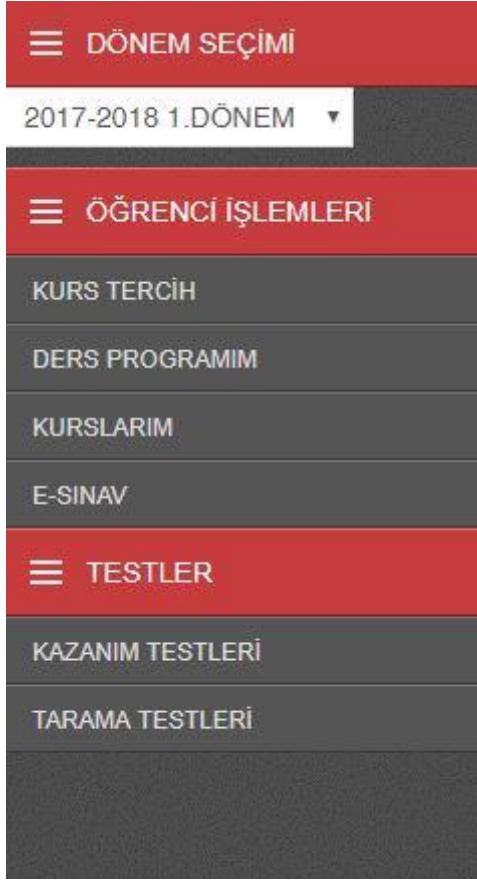 DÖNEM SEÇİMİ
2017-2018 1.DÖNEM
ÖĞRENCİ İŞLEMLERİ
KURS TERCİH
DERS PROGRAMIM
KURSLARIM
E-SINAV
TESTLER
KAZANIM TESTLERİ
TARAMA TESTLERİ